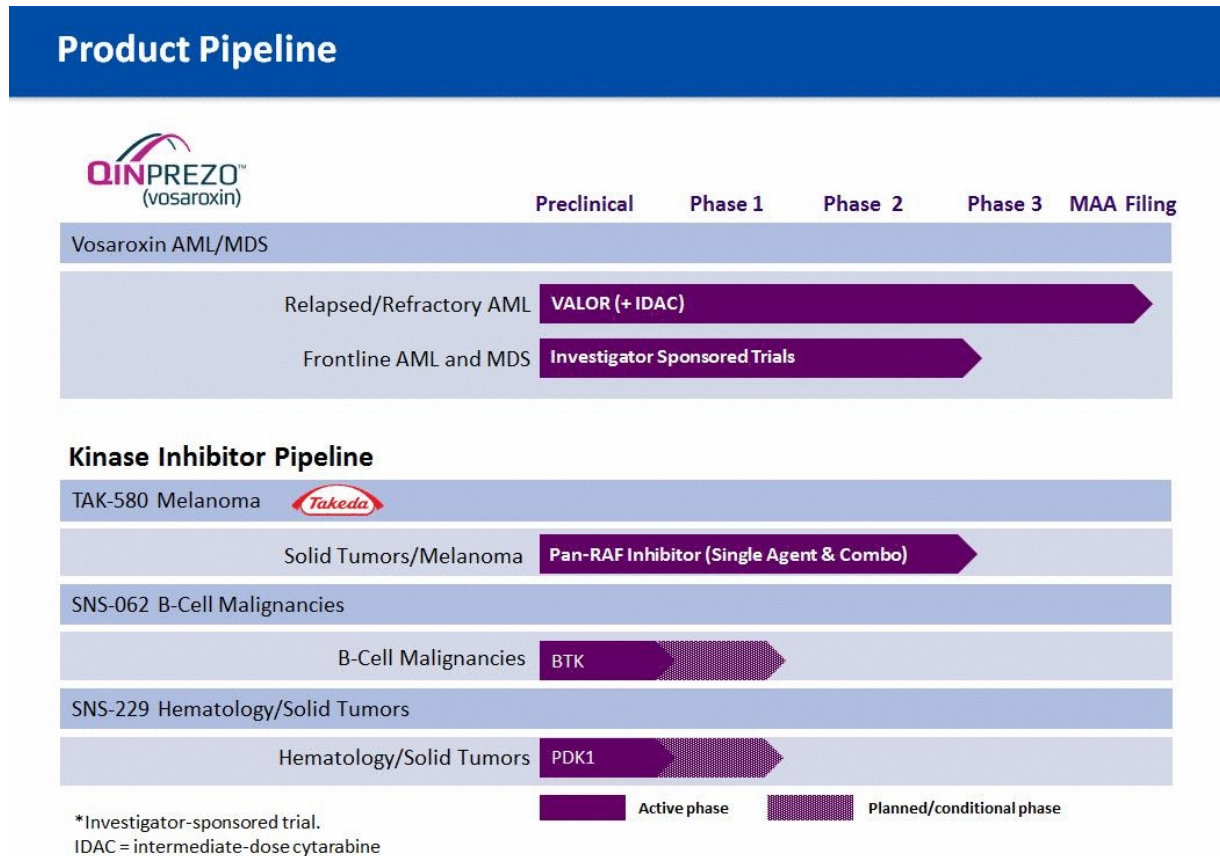 Product Pipeline
QINPREZO™
(vosaroxin)
Preclinical Phase 1 Phase 2 Phase 3 MAA Filing
Vosaroxin AML/MDS
Relapsed/Refractory AML VALOR (+ IDAC)
Frontline AML and MDS Investigator Sponsored Trials
Kinase Inhibitor Pipeline
TAK-580 Melanoma Takeda
Solid Tumors/Melanoma Pan-RAF Inhibitor (Single Agent & Combo)
SNS-062 B-Cell Malignancies
B-Cell Malignancies BTK
SNS-229 Hematology/Solid Tumors
Hematology/Solid Tumors PDK1
Active phase Planned/conditional phase
*Investigator-sponsored trial.
IDAC = intermediate-dose cytarabine